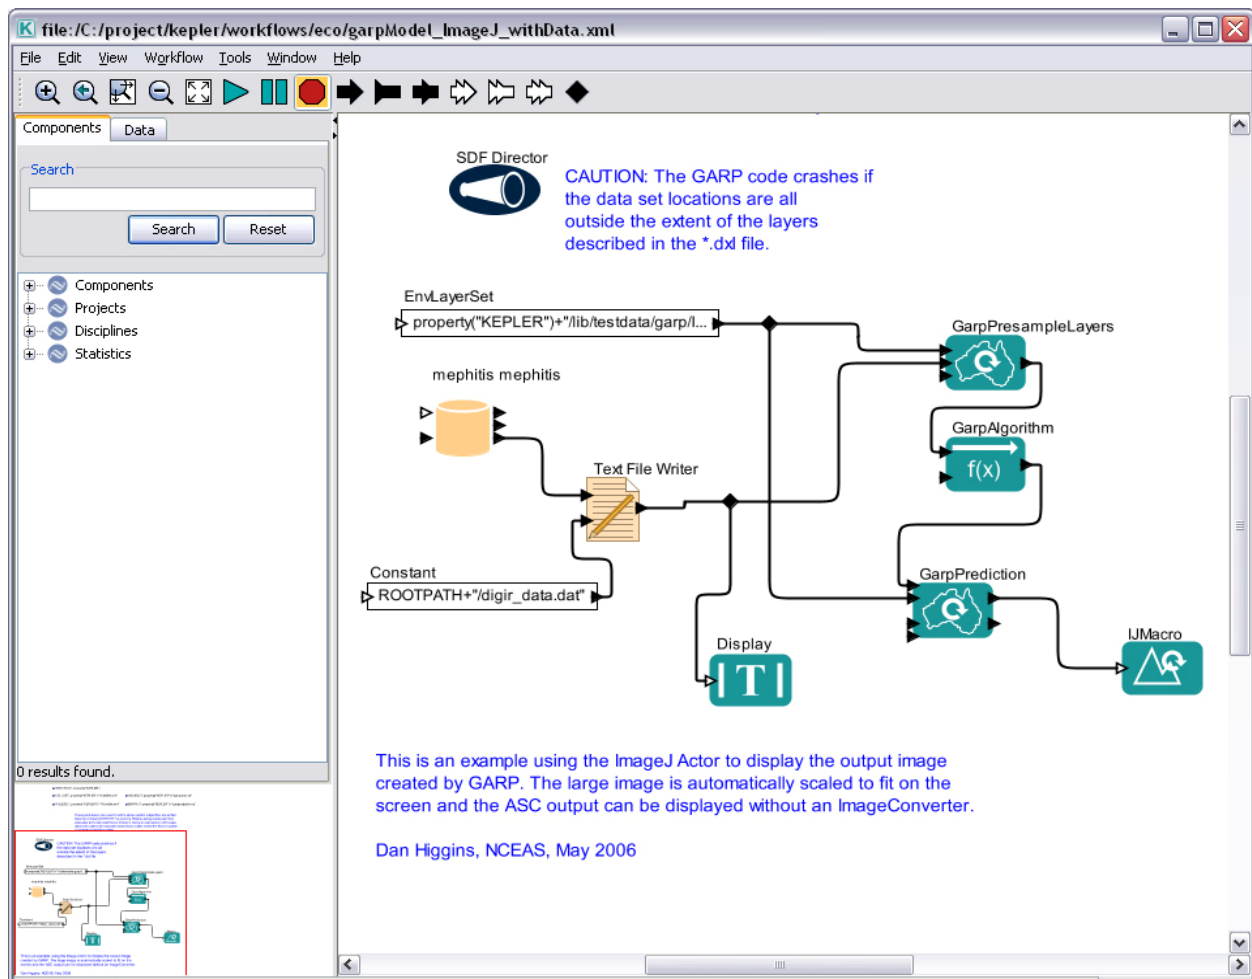 file:/C:/project/kepler/workflows/eco/garpModel_ImageJ_withData.xml
File Edit View Workflow Tools Window Help
Components Data
Search
Search Reset
Components
Projects
Disciplines
Statistics
0 results found.
SDF Director
CAUTION: The GARP code crashes if
the data set locations are all
outside the extent of the layers
described in the *.dxl file.
EnvLayerSet
property("KEPLER")+"/lib/testdata/garp/l...
GarpPresampleLayers
mephitis mephitis
GarpAlgorithm
f(x)
Text File Writer
Constant
ROOTPATH+"/digir_data.dat"
GarpPrediction
IJMacro
Display
T
This is an example using the ImageJ Actor to display the output image
created by GARP. The large image is automatically scaled to fit on the
screen and the ASC output can be displayed without an ImageConverter.
Dan Higgins, NCEAS, May 2006